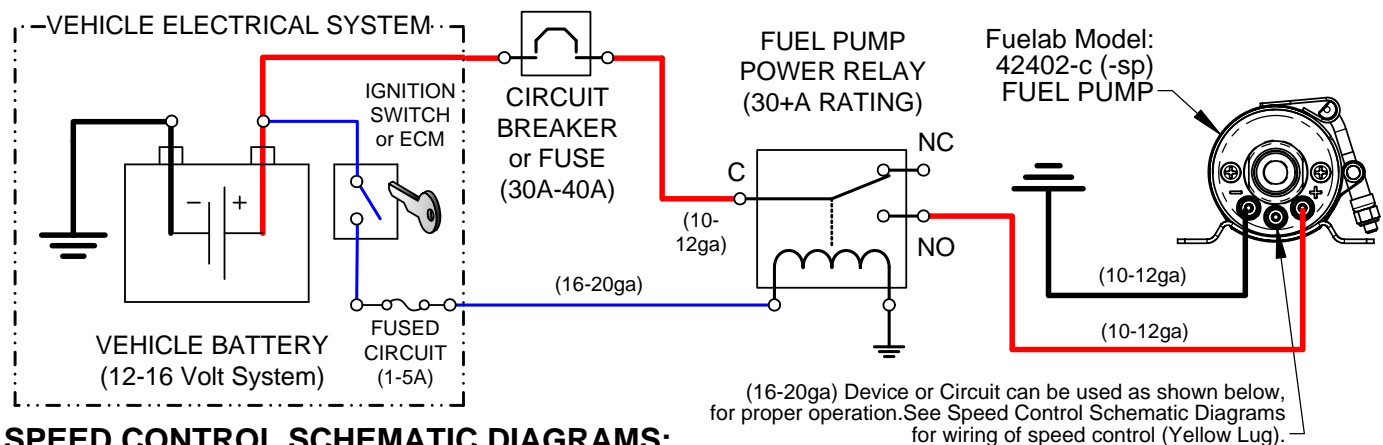 VEHICLE ELECTRICAL SYSTEM
IGNITION
SWITCH
or ECM
CIRCUIT
BREAKER
or FUSE
(30A-40A)
FUEL PUMP
POWER RELAY
(30+A RATING)
Fuelab Model:
42402-c (-sp)
FUEL PUMP
NC
C
NO
(10-
12ga)
- +
- +
(16-20ga)
(10-12ga)
(10-12ga)
VEHICLE BATTERY
(12-16 Volt System)
FUSED
CIRCUIT
(1-5A)
(16-20ga) Device or Circuit can be used as shown below,
for proper operation.See Speed Control Schematic Diagrams
for wiring of speed control (Yellow Lug).
SPEED CONTROL SCHEMATIC DIAGRAMS: